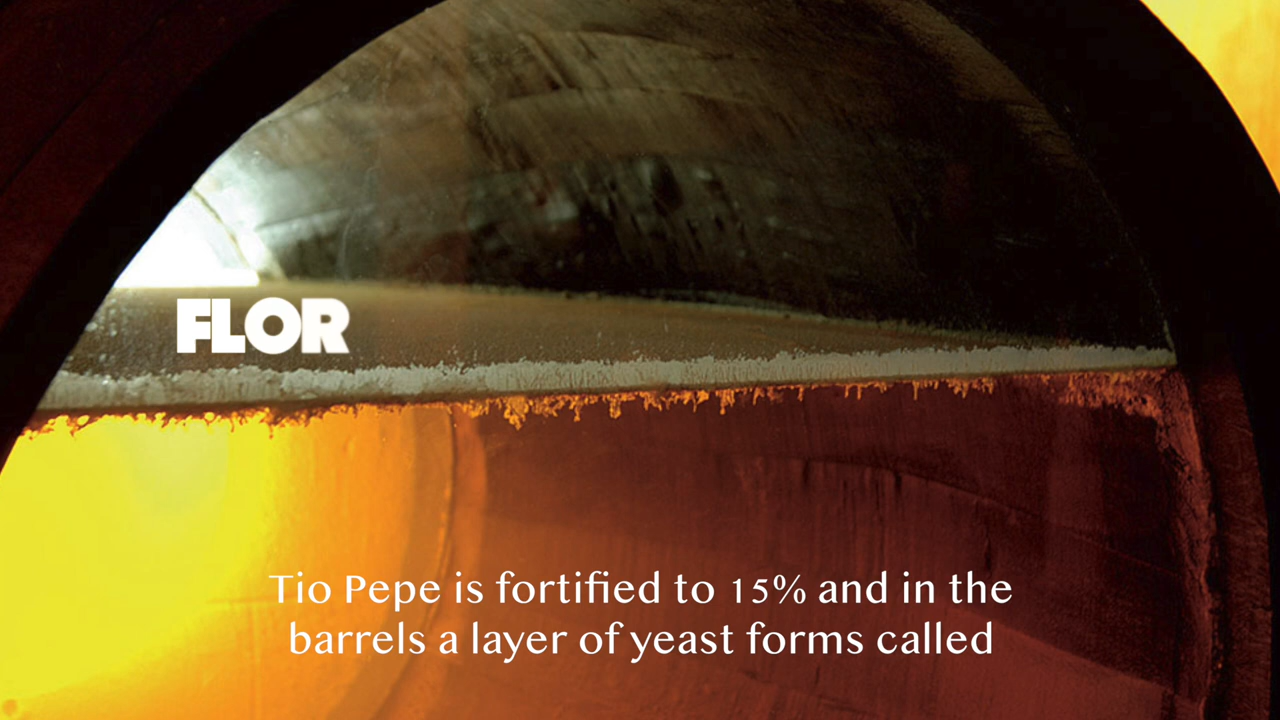 FLOR
Tio Pepe is fortified to 15% and in the
barrels a layer of yeast forms called